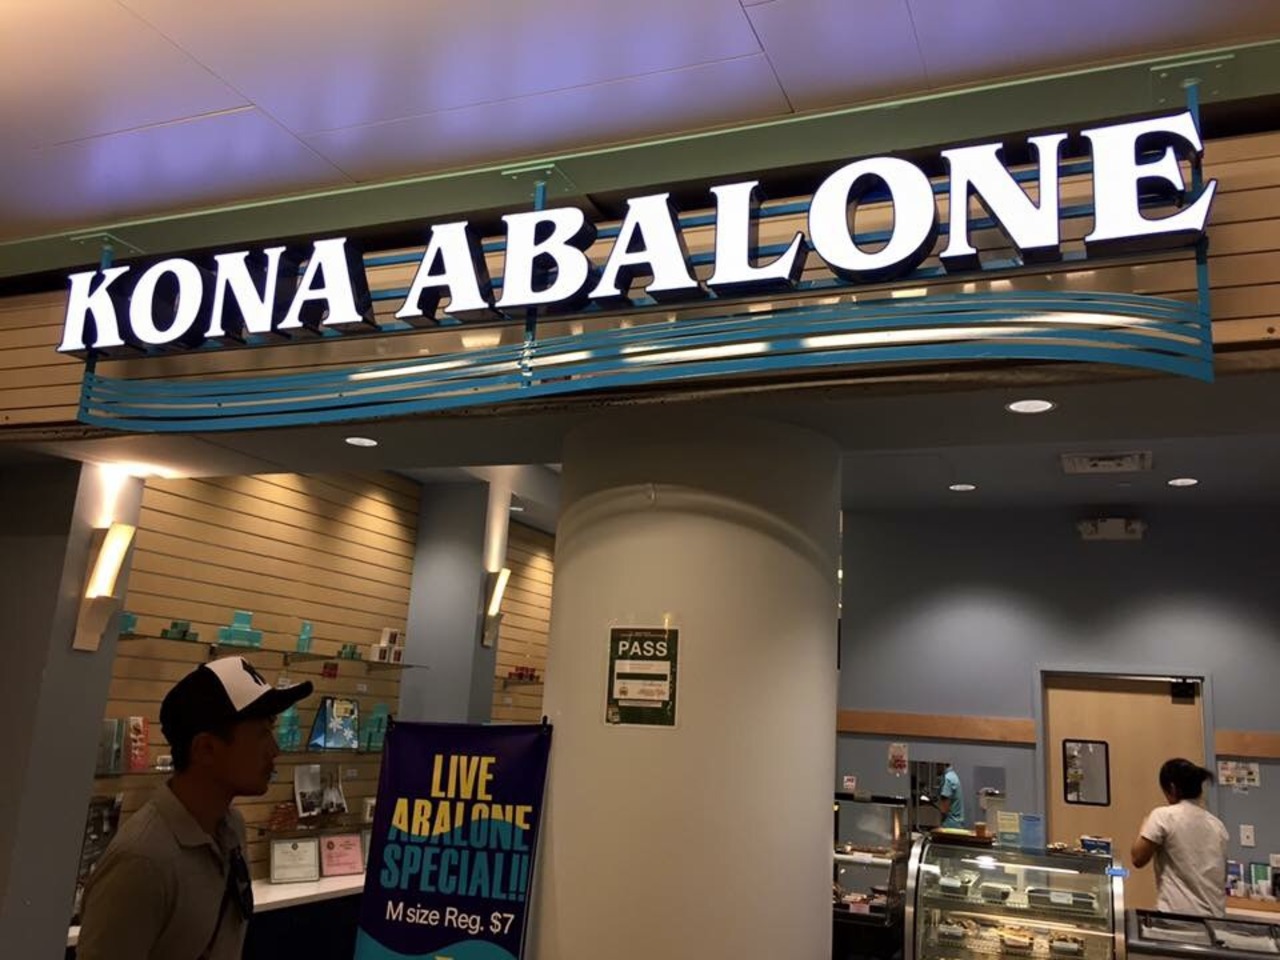 KONA ABALONE
PASS
LIVE
ABALONE
SPECIAL!!
M size Reg. $7